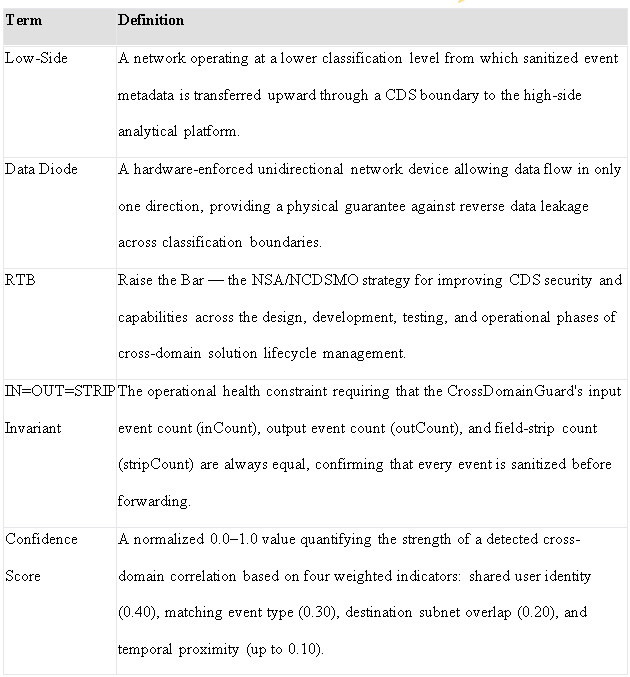 Term Definition
Low-Side A network operating at a lower classification level from which sanitized event
metadata is transferred upward through a CDS boundary to the high-side
analytical platform.
Data Diode A hardware-enforced unidirectional network device allowing data flow in only
one direction, providing a physical guarantee against reverse data leakage
across classification boundaries.
RTB Raise the Bar — the NSA/NCDSMO strategy for improving CDS security and
capabilities across the design, development, testing, and operational phases of
cross-domain solution lifecycle management.
IN=OUT=STRIP The operational health constraint requiring that the CrossDomainGuard's input
Invariant event count (inCount), output event count (outCount), and field-strip count
(stripCount) are always equal, confirming that every event is sanitized before
forwarding.
Confidence A normalized 0.0–1.0 value quantifying the strength of a detected cross-
Score domain correlation based on four weighted indicators: shared user identity
(0.40), matching event type (0.30), destination subnet overlap (0.20), and
temporal proximity (up to 0.10).